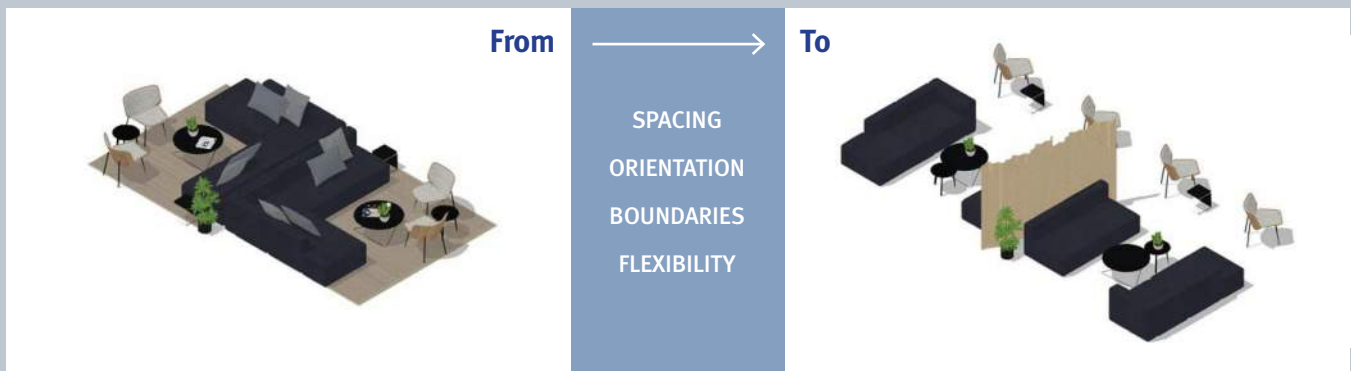 From
To
SPACING
ORIENTATION
BOUNDARIES
FLEXIBILITY